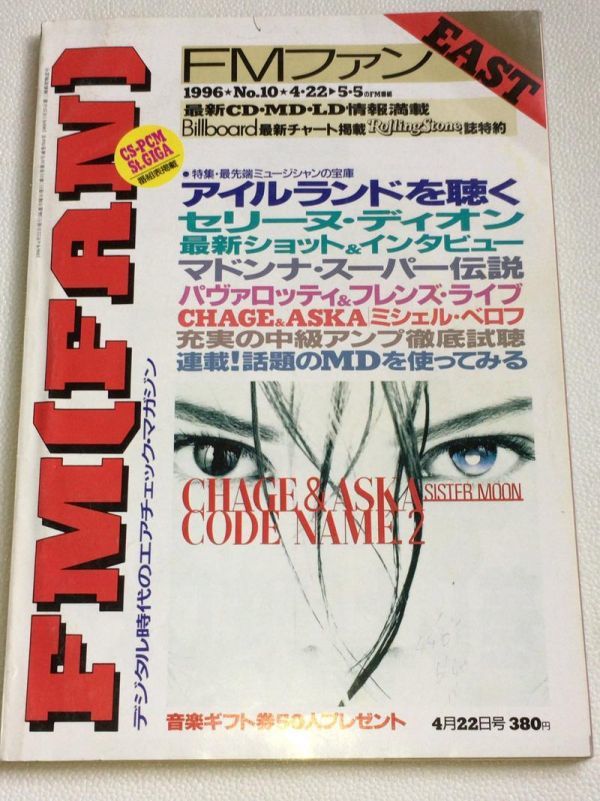 FMファン
EAST
1996★No.10★4・22▶5・5のFM番組
最新CD・MD・LD情報満載
Billboard最新チャート掲載RollingStone誌特約
CS-PCM
St.GIGA
番組表掲載
●特集・最先端ミュージシャンの宝庫
アイルランドを聴く
セリーヌ・ディオン
最新ショット&インタビュー
マドンナ・スーパー伝説
パヴァロッティ&フレンズ・ライブ
CHAGE&ASKA|ミシェル・ベロフ
充実の中級アンプ徹底試聴
連載!話題のMDを使ってみる
FM(FAN)
デジタル時代のエアチェック・マガジン
CHAGE & ASKA SISTER MOON
CODE NAME.2
音楽ギフト券50人プレゼント
4月22日号 380円